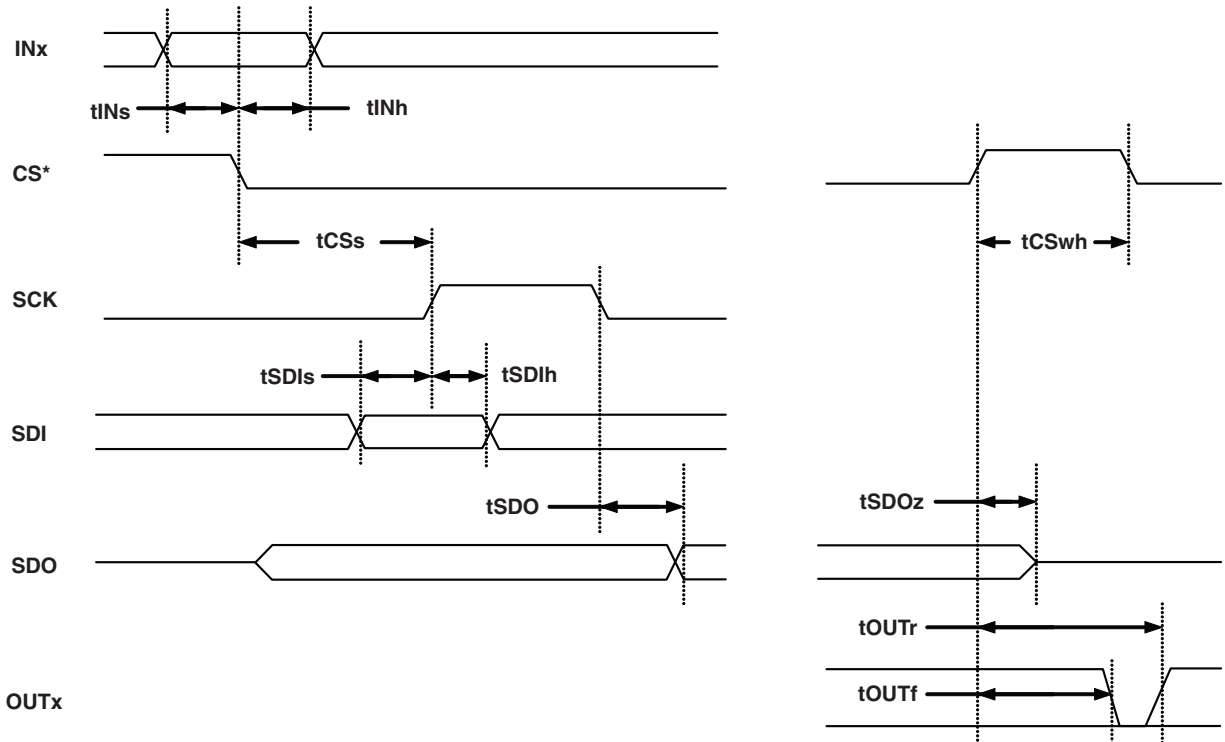 INx
tINs
tINh
CS*
tCSs
tCSwh
SCK
tSDIs
tSDIh
SDI
tSDO
tSDOz
SDO
tOUTr
tOUTf
OUTx